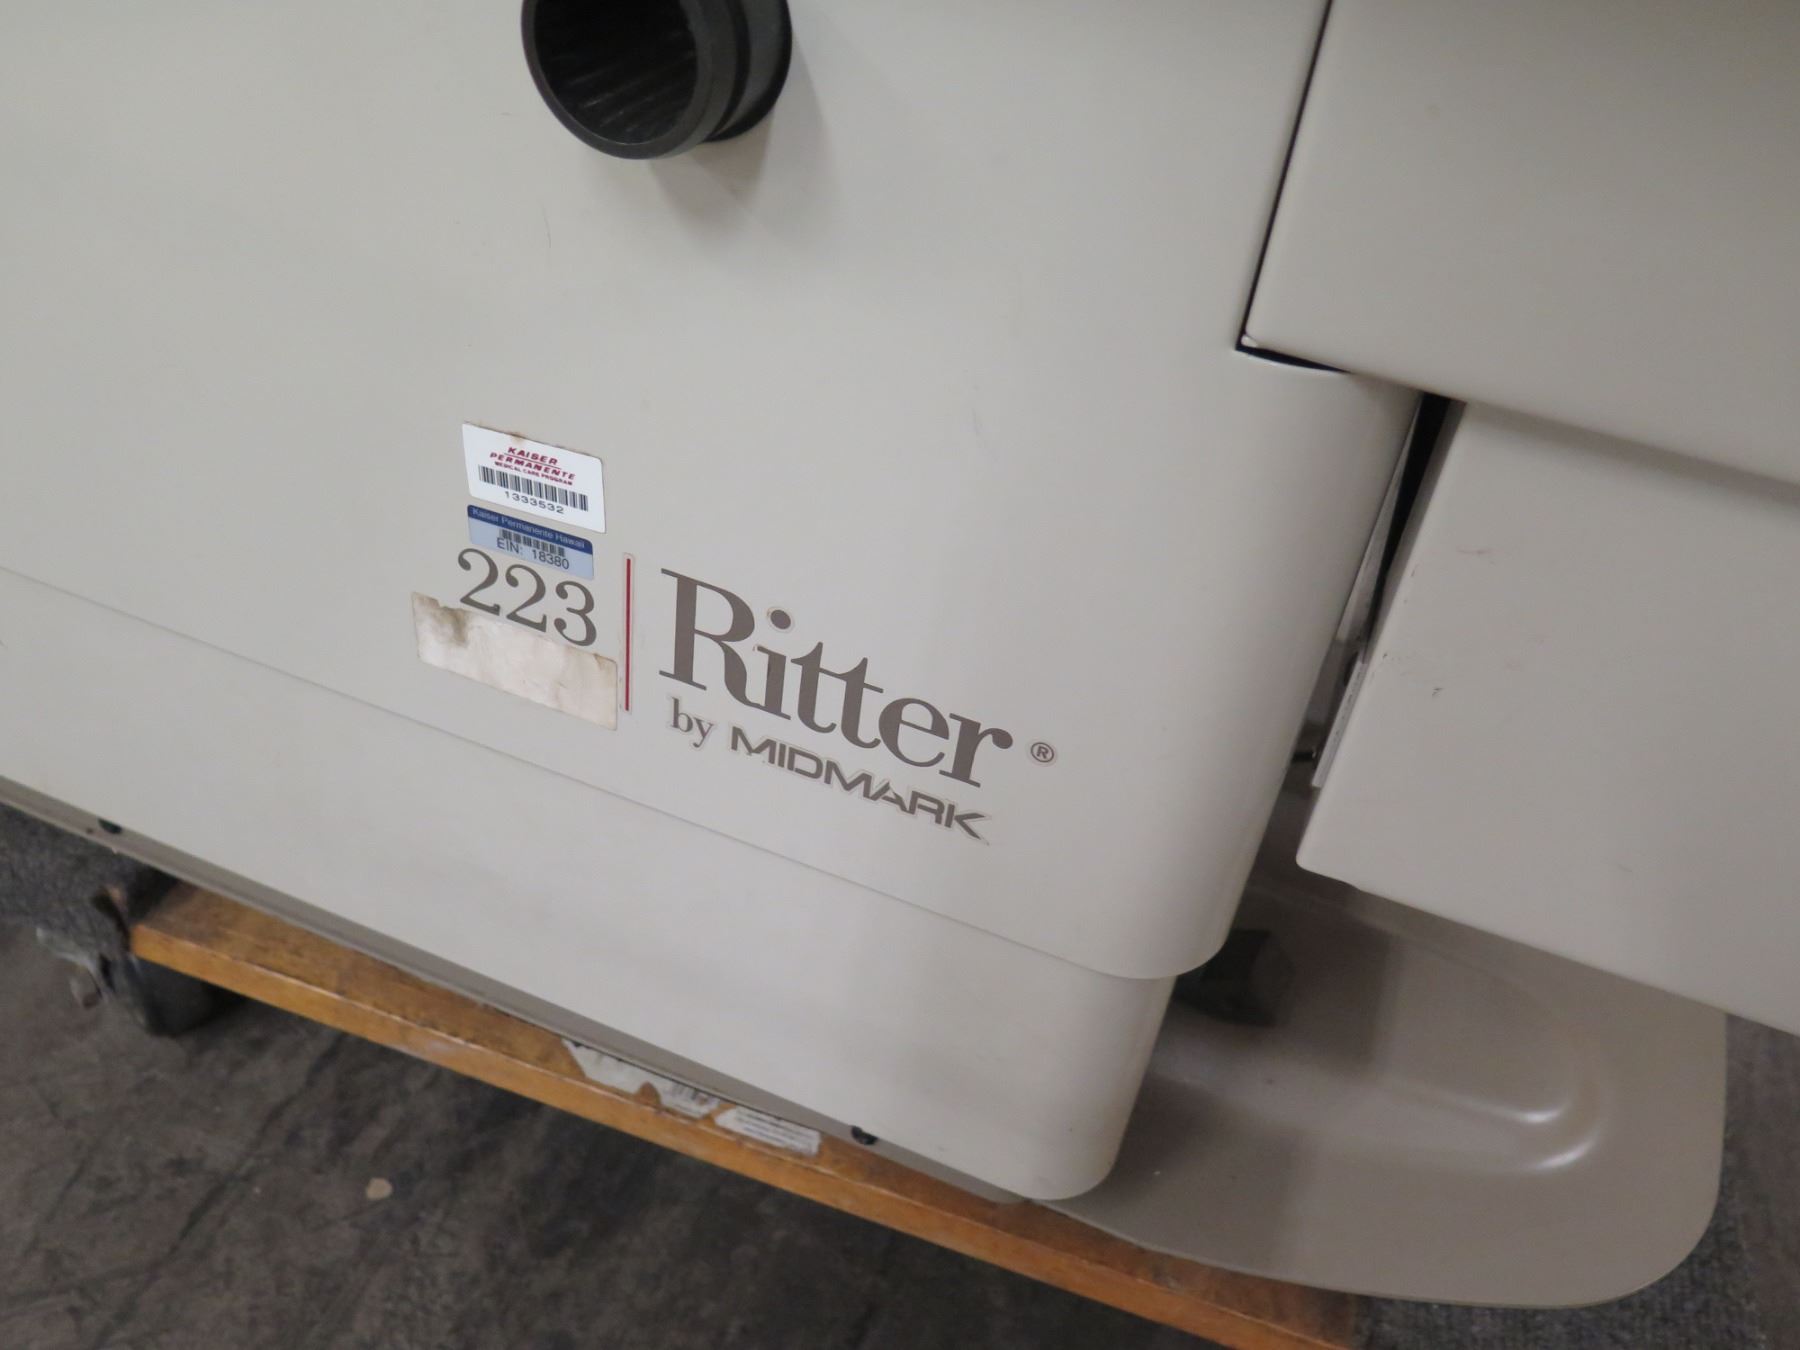 KAISER
PERMANENTE
MEDICAL CARE PROGRAM
1333532
Kaiser Permanente Hawaii
EIN: 18380
223
Ritter®
by MIDMARK